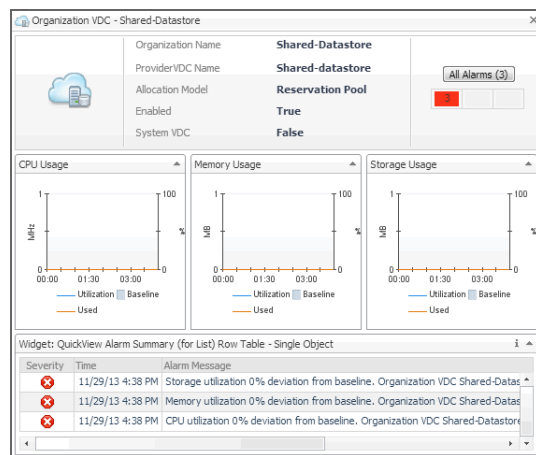 Organization VDC - Shared-Datastore
Organization Name Shared-Datastore
ProviderVDC Name Shared-datastore
Allocation Model Reservation Pool
Enabled True
System VDC False
All Alarms (3)
3
CPU Usage
1 100
MHz %
0 0
00:00 01:30 03:00
Utilization Baseline
Used
Memory Usage
1 100
MB %
0 0
00:00 01:30 03:00
Utilization Baseline
Used
Storage Usage
1 100
MB %
0 0
00:00 01:30 03:00
Utilization Baseline
Used
Widget: QuickView Alarm Summary (for List) Row Table - Single Object
Severity Time Alarm Message
11/29/13 4:38 PM Storage utilization 0% deviation from baseline. Organization VDC Shared-Datas
11/29/13 4:38 PM Memory utilization 0% deviation from baseline. Organization VDC Shared-Data
11/29/13 4:38 PM CPU utilization 0% deviation from baseline. Organization VDC Shared-Datastore